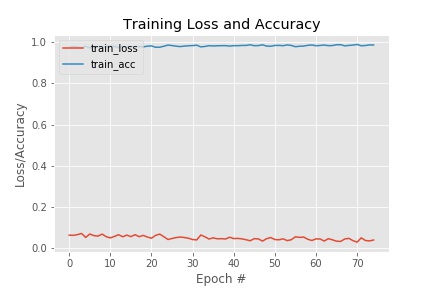 Training Loss and Accuracy
1.0
train_loss
train_acc
0.8
0.6
0.4
0.2
0.0
Loss/Accuracy
0 10 20 30 40 50 60 70
Epoch #